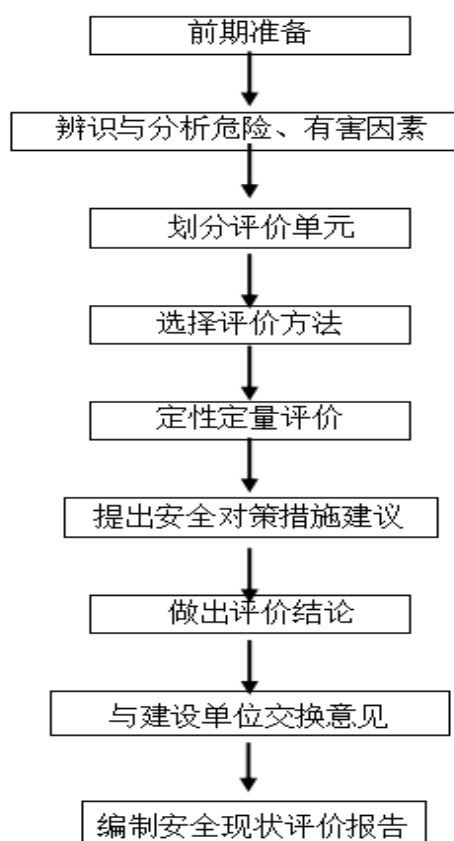 前期准备
辨识与分析危险、有害因素
划分评价单元
选择评价方法
定性定量评价
提出安全对策措施建议
做出评价结论
与建设单位交换意见
编制安全现状评价报告